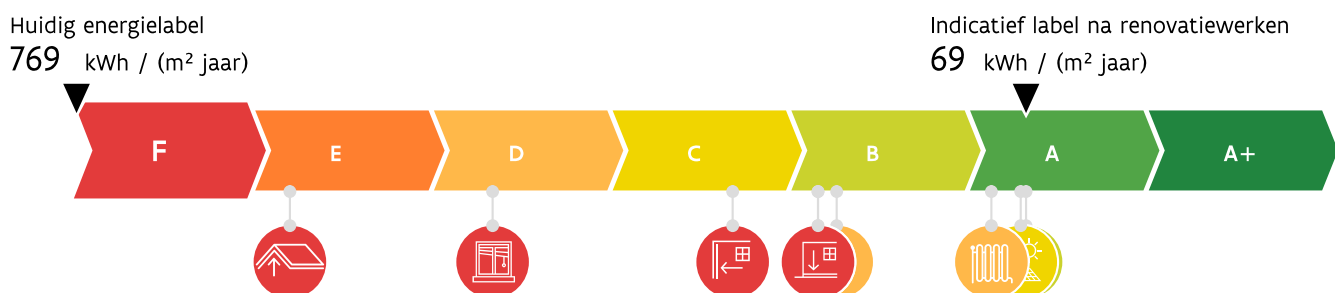 Huidig energielabel
769 kWh / (m² jaar)
Indicatief label na renovatiewerken
69 kWh / (m² jaar)
F E D C B A A+